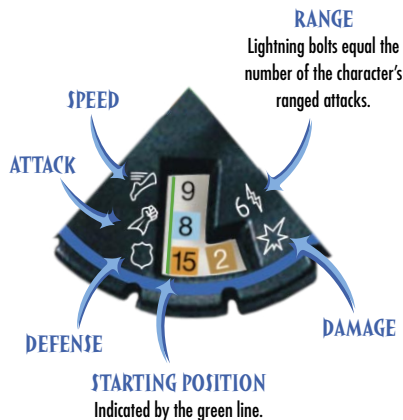 RANGE
Lightning bolts equal the
number of the character's
ranged attacks.
SPEED
ATTACK
9
8
15
2
6
DAMAGE
DEFENSE
STARTING POSITION
Indicated by the green line.